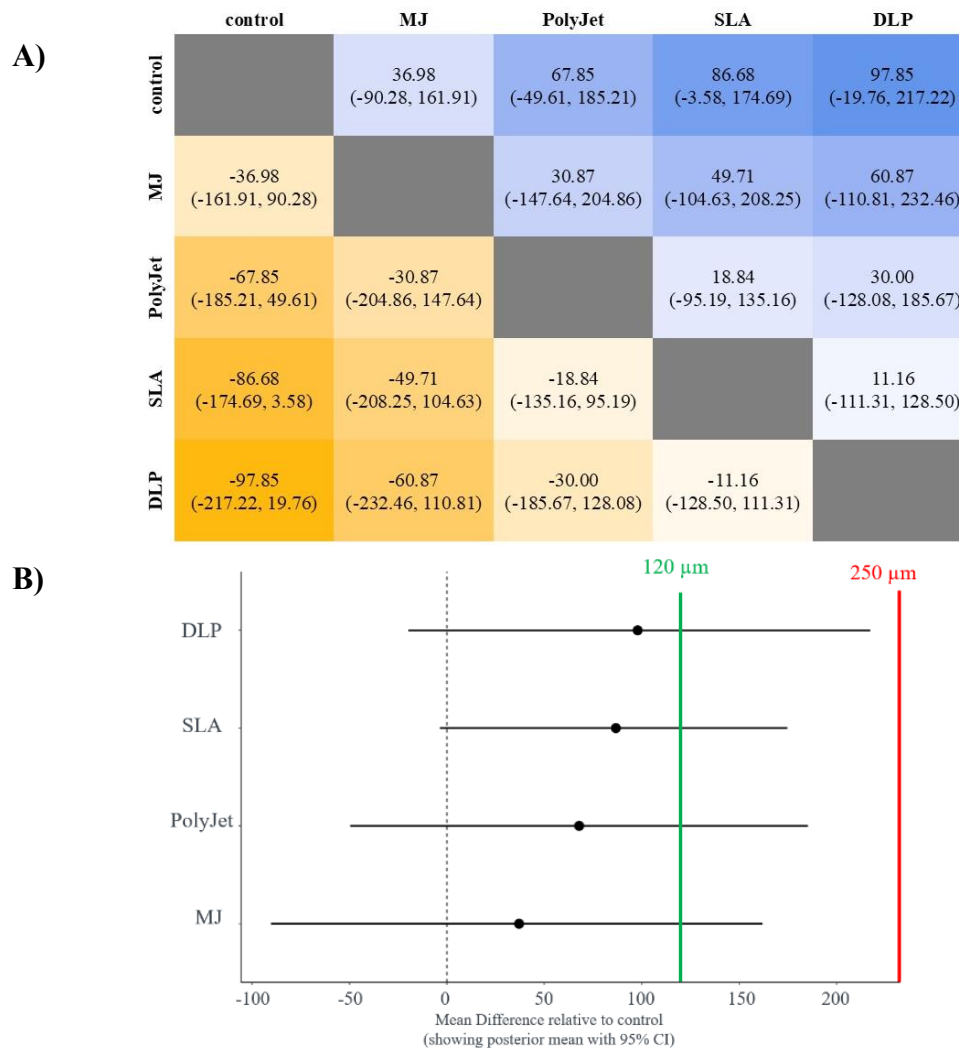 A)
control MJ PolyJet SLA DLP
control
36.98 67.85 86.68 97.85
(-90.28, 161.91) (-49.61, 185.21) (-3.58, 174.69) (-19.76, 217.22)
MJ
-36.98 30.87 49.71 60.87
(-161.91, 90.28) (-147.64, 204.86) (-104.63, 208.25) (-110.81, 232.46)
PolyJet
-67.85 -30.87 18.84 30.00
(-185.21, 49.61) (-204.86, 147.64) (-95.19, 135.16) (-128.08, 185.67)
SLA
-86.68 -49.71 -18.84 11.16
(-174.69, 3.58) (-208.25, 104.63) (-135.16, 95.19) (-111.31, 128.50)
DLP
-97.85 -60.87 -30.00 -11.16
(-217.22, 19.76) (-232.46, 110.81) (-185.67, 128.08) (-128.50, 111.31)
B)
120 µm 250 µm
DLP
SLA
PolyJet
MJ
-100 -50 0 50 100 150 200
Mean Difference relative to control
(showing posterior mean with 95% CI)